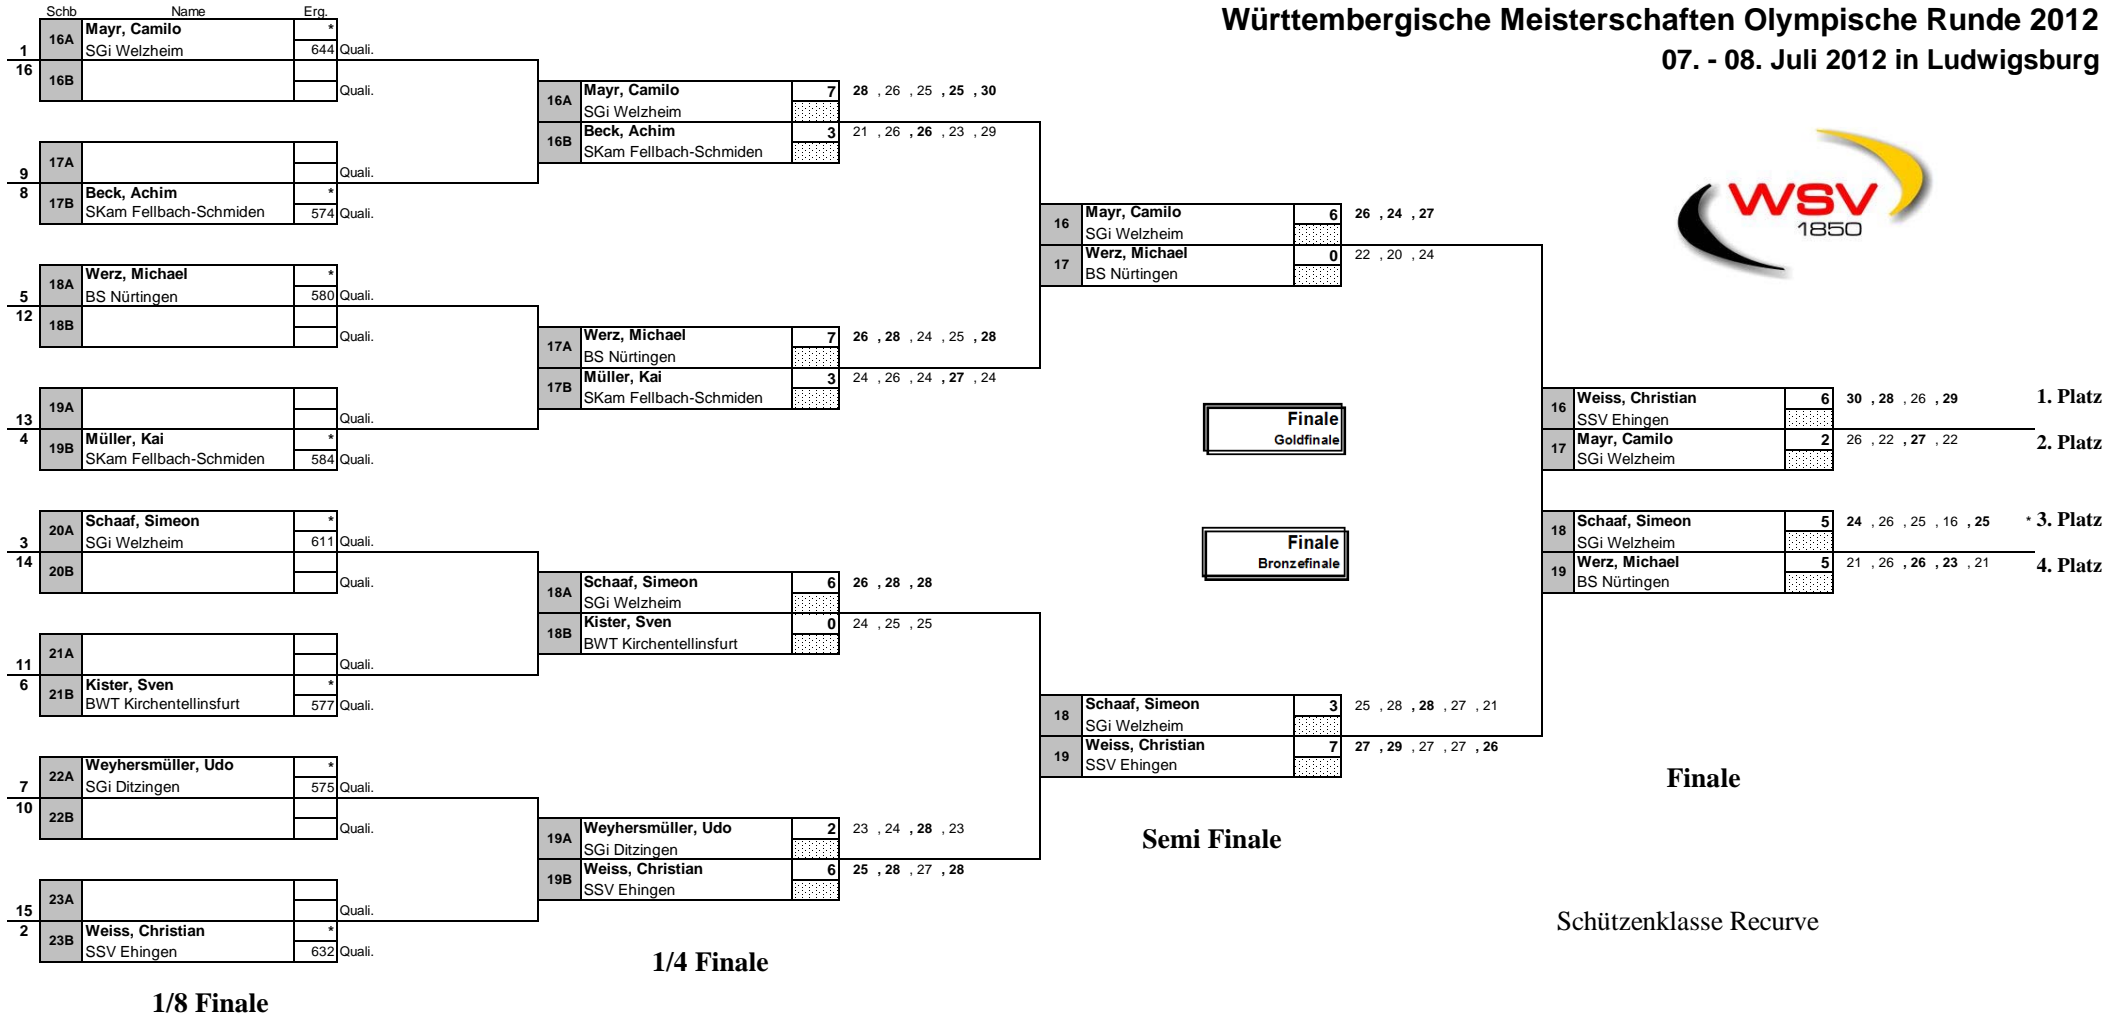 Württembergische Meisterschaften Olympische Runde 2012
07. - 08. Juli 2012 in Ludwigsburg
WSV
1850
Schb Name Erg.
1 16A Mayr, Camilo *
SGi Welzheim 644 Quali.
16 16B
Quali.
9 17A
Quali.
8 17B Beck, Achim *
SKam Fellbach-Schmiden 574 Quali.
5 18A Werz, Michael *
BS Nürtingen 580 Quali.
12 18B
Quali.
13 19A
Quali.
4 19B Müller, Kai *
SKam Fellbach-Schmiden 584 Quali.
3 20A Schaaf, Simeon *
SGi Welzheim 611 Quali.
14 20B
Quali.
11 21A
Quali.
6 21B Kister, Sven *
BWT Kirchentellinsfurt 577 Quali.
7 22A Weyhersmüller, Udo *
SGi Ditzingen 575 Quali.
10 22B
Quali.
15 23A
Quali.
2 23B Weiss, Christian *
SSV Ehingen 632 Quali.
1/8 Finale
16A Mayr, Camilo 7 28 , 26 , 25 , 25 , 30
SGi Welzheim
16B Beck, Achim 3 21 , 26 , 26 , 23 , 29
SKam Fellbach-Schmiden
17A Werz, Michael 7 26 , 28 , 24 , 25 , 28
BS Nürtingen
17B Müller, Kai 3 24 , 26 , 24 , 27 , 24
SKam Fellbach-Schmiden
18A Schaaf, Simeon 6 26 , 28 , 28
SGi Welzheim
18B Kister, Sven 0 24 , 25 , 25
BWT Kirchentellinsfurt
19A Weyhersmüller, Udo 2 23 , 24 , 28 , 23
SGi Ditzingen
19B Weiss, Christian 6 25 , 28 , 27 , 28
SSV Ehingen
1/4 Finale
16 Mayr, Camilo 6 26 , 24 , 27
SGi Welzheim
17 Werz, Michael 0 22 , 20 , 24
BS Nürtingen
18 Schaaf, Simeon 3 25 , 28 , 28 , 27 , 21
SGi Welzheim
19 Weiss, Christian 7 27 , 29 , 27 , 27 , 26
SSV Ehingen
Semi Finale
Finale
Goldfinale
16 Weiss, Christian 6 30 , 28 , 26 , 29 1. Platz
SSV Ehingen
17 Mayr, Camilo 2 26 , 22 , 27 , 22 2. Platz
SGi Welzheim
Finale
Bronzefinale
18 Schaaf, Simeon 5 24 , 26 , 25 , 16 , 25 * 3. Platz
SGi Welzheim
19 Werz, Michael 5 21 , 26 , 26 , 23 , 21 4. Platz
BS Nürtingen
Finale
Schützenklasse Recurve